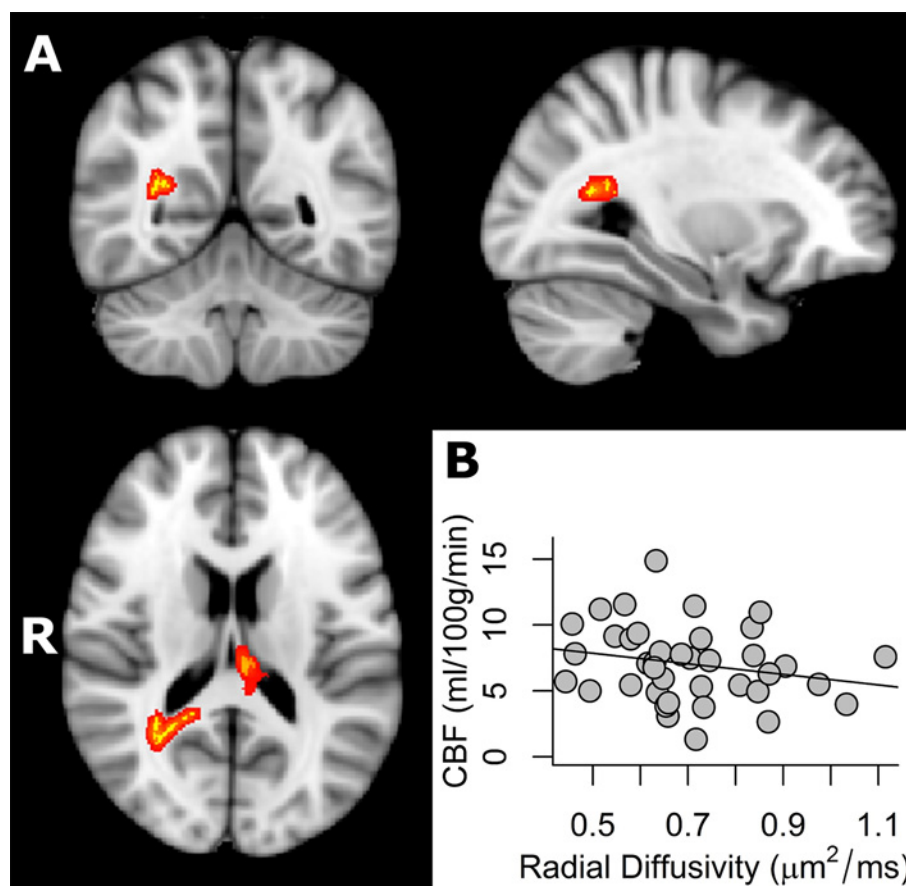 A
R
B
CBF (ml/100g/min)
15
10
5
0
0.5 0.7 0.9 1.1
Radial Diffusivity (μm²/ms)